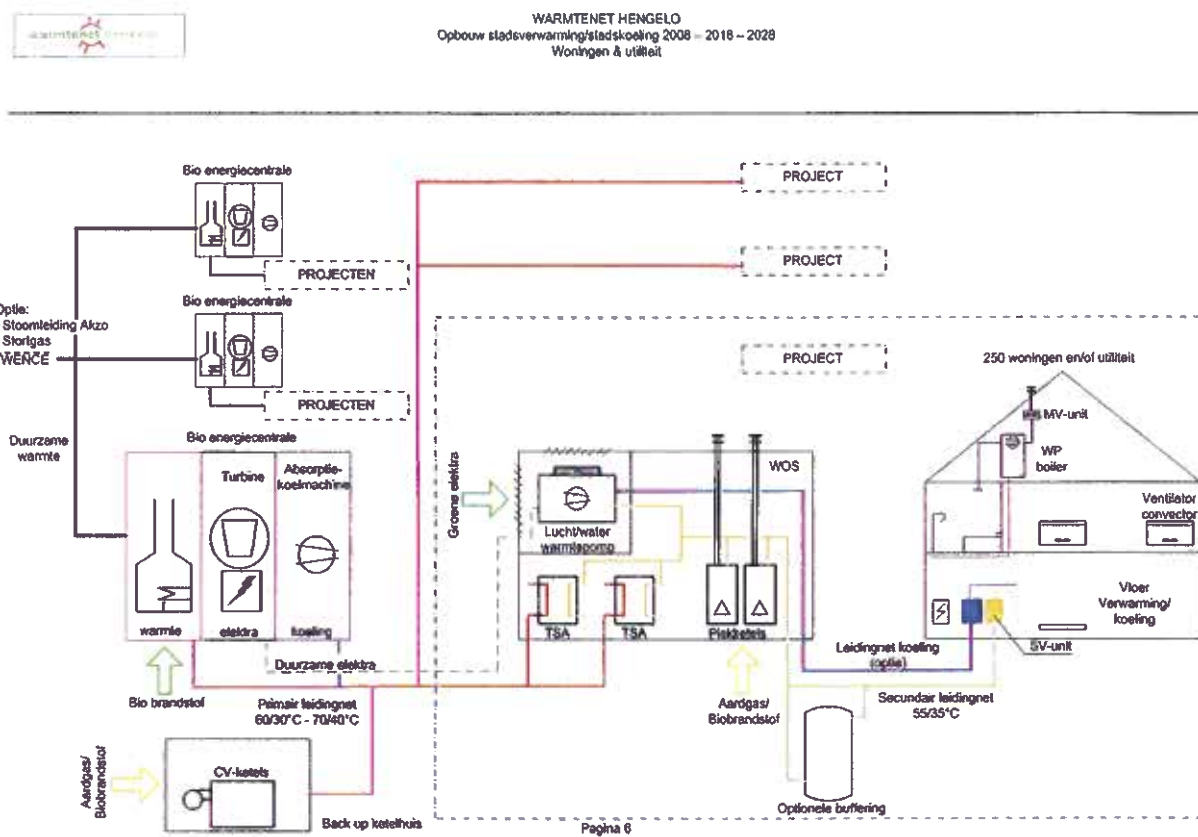 warmtenet hengelo
WARMTENET HENGELO
Opbouw stadsverwarming/stadskoeling 2008 – 2018 – 2028
Woningen & utiliteit
Bio energiecentrale
PROJECTEN
Optie:
Stoomleiding Akzo
Stortgas
WENCE
Bio energiecentrale
PROJECTEN
Duurzame
warmte
Bio energiecentrale
Turbine
Absorptie-
koelmachine
warmte
elektra
koeling
Duurzame elektra
Bio brandstof
Primair leidingnet
60/30°C - 70/40°C
Aardgas/
Biobrandstof
CV-ketels
Back up ketelhuis
PROJECT
PROJECT
PROJECT
Groene elektra
WOS
Lucht/water
warmtepomp
TSA
TSA
Piekketels
Aardgas/
Biobrandstof
Optionele buffering
Leidingnet koeling
(optie)
Secundair leidingnet
55/35°C
250 woningen en/of utiliteit
MV-unit
WP
boiler
Ventilator
convector
Vloer
Verwarming/
koeling
SV-unit
Pagina 6